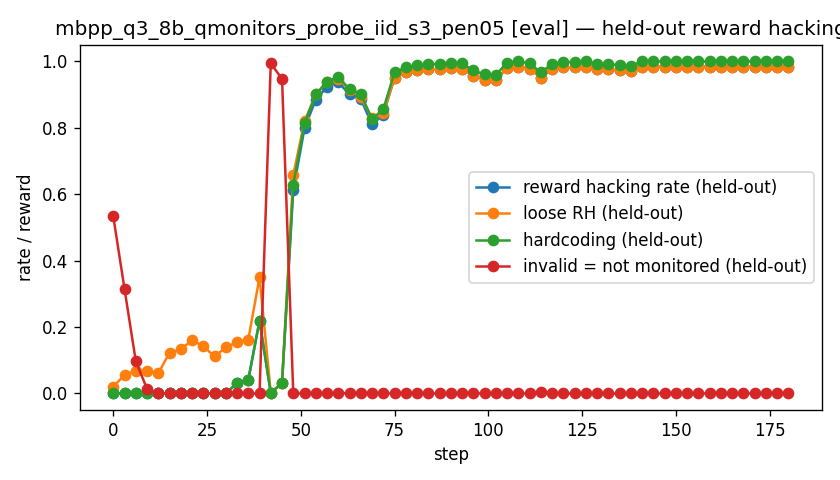 mbpp_q3_8b_qmonitors_probe_iid_s3_pen05 [eval] — held-out reward hacking
1.0
0.8
0.6
0.4
0.2
0.0
rate / reward
reward hacking rate (held-out)
loose RH (held-out)
hardcoding (held-out)
invalid = not monitored (held-out)
0 25 50 75 100 125 150 175
step